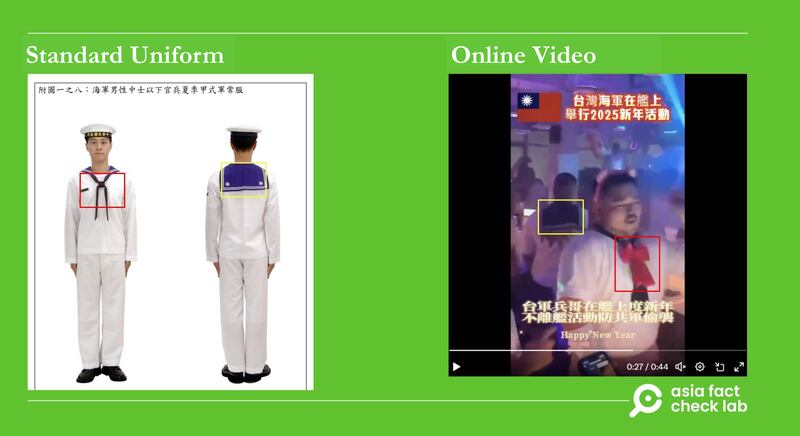 Standard Uniform
附圖一之八：海軍男性中士以下官兵夏季甲式軍常服
Online Video
台灣海軍在艦上
舉行2025新年活動
台軍兵哥在艦上度新年
不離艦活動防共軍偷襲
Happy New Year
0:27 / 0:44
asia fact
check lab